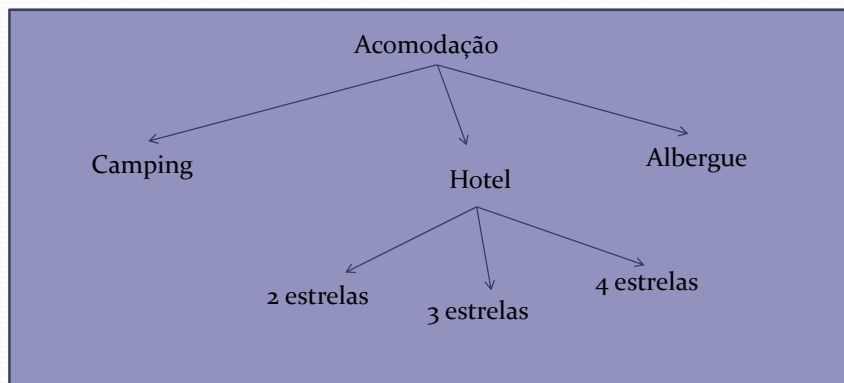 Acomodação
Camping
Hotel
Albergue
2 estrelas
3 estrelas
4 estrelas